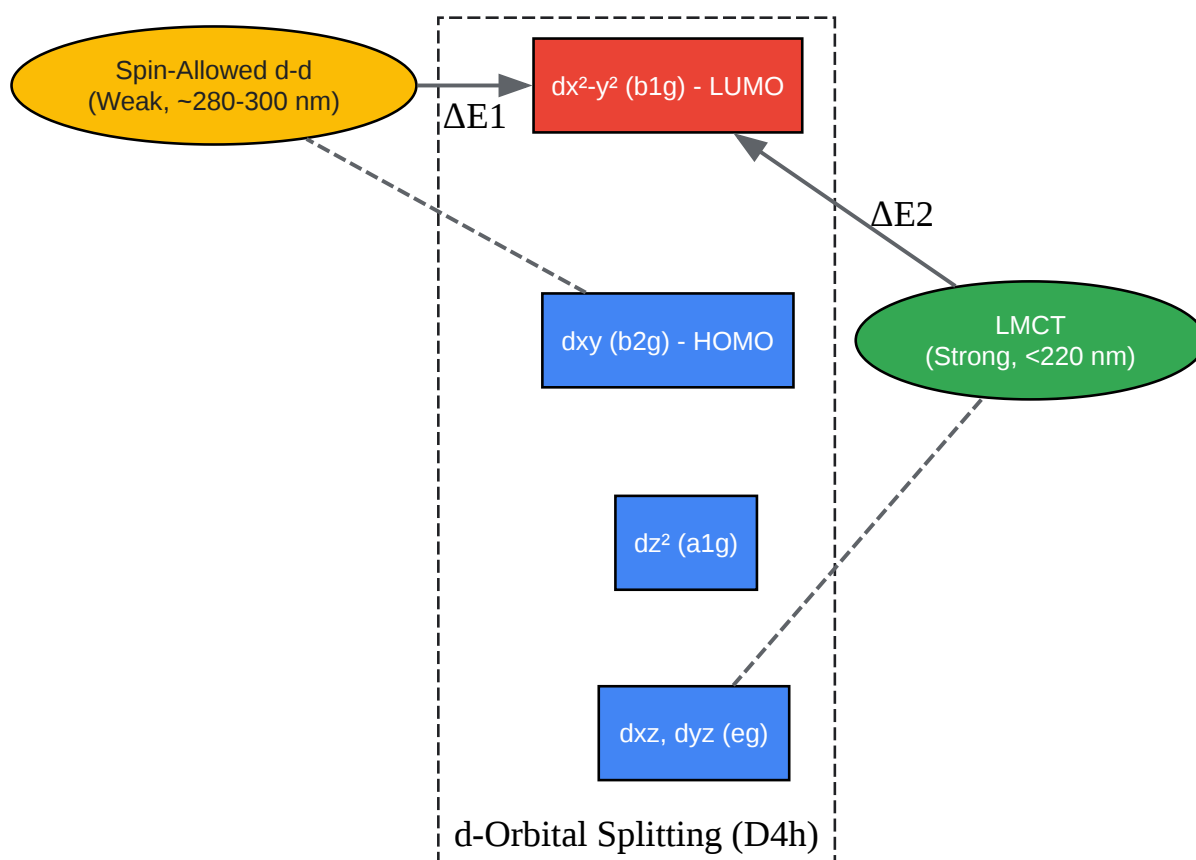 Spin-Allowed d-d
(Weak, ~280-300 nm)
ΔE1
dx²-y² (b1g) - LUMO
ΔE2
dxy (b2g) - HOMO
LMCT
(Strong, <220 nm)
dz² (a1g)
dxz, dyz (eg)
d-Orbital Splitting (D4h)